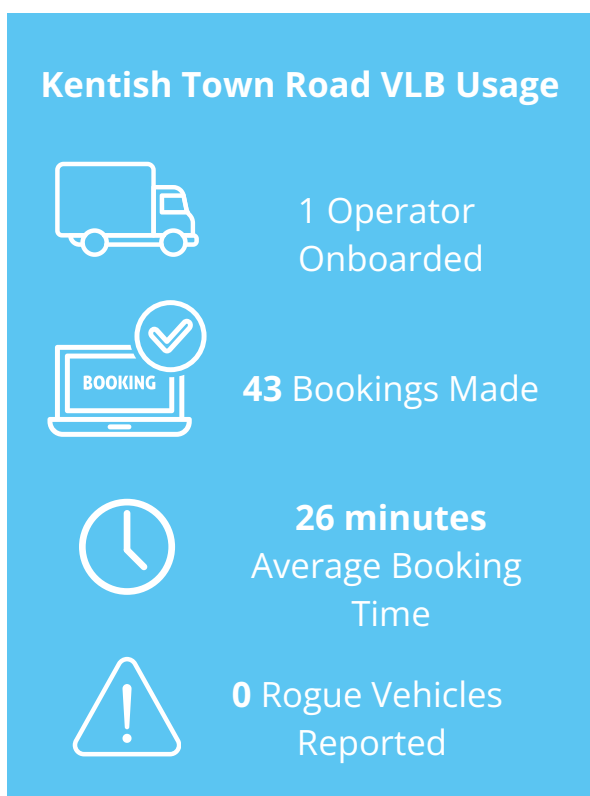 Kentish Town Road VLB Usage
1 Operator
Onboarded
BOOKING
43 Bookings Made
26 minutes
Average Booking
Time
0 Rogue Vehicles
Reported